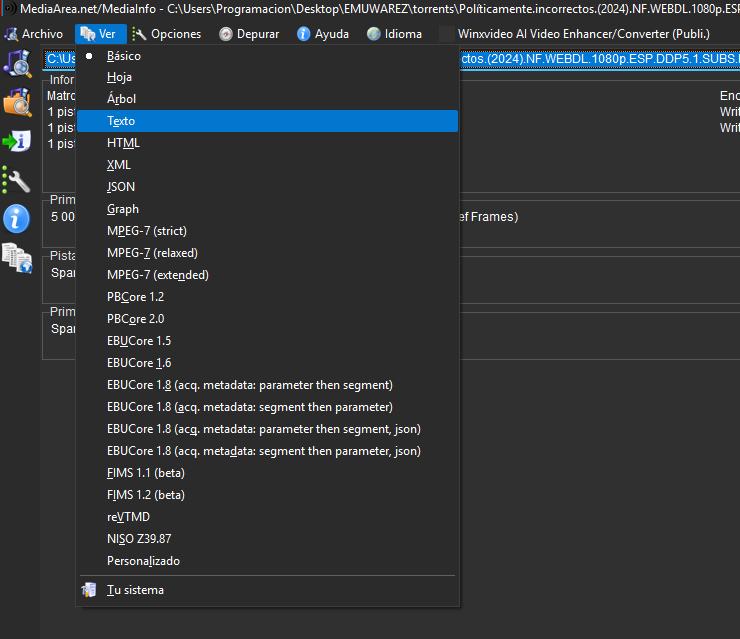 MediaArea.net/MediaInfo - C:\Users\Programacion\Desktop\EMUWAREZ\torrents\Políticamente.incorrectos.(2024).NF.WEBDL.1080p.ESP
Archivo Ver Opciones Depurar Ayuda Idioma Winxvideo AI Video Enhancer/Converter (Publi.)
C:\Us ctos.(2024).NF.WEBDL.1080p.ESP.DDP5.1.SUBS.
Infor
Matro Enc
1 pist Writ
1 pist Writ
1 pist
Prim
5 00 ef Frames)
Pista
Spar
Prim
Spar
Básico
Hoja
Árbol
Texto
HTML
XML
JSON
Graph
MPEG-7 (strict)
MPEG-7 (relaxed)
MPEG-7 (extended)
PBCore 1.2
PBCore 2.0
EBUCore 1.5
EBUCore 1.6
EBUCore 1.8 (acq. metadata: parameter then segment)
EBUCore 1.8 (acq. metadata: segment then parameter)
EBUCore 1.8 (acq. metadata: parameter then segment, json)
EBUCore 1.8 (acq. metadata: segment then parameter, json)
FIMS 1.1 (beta)
FIMS 1.2 (beta)
reVTMD
NISO Z39.87
Personalizado
Tu sistema